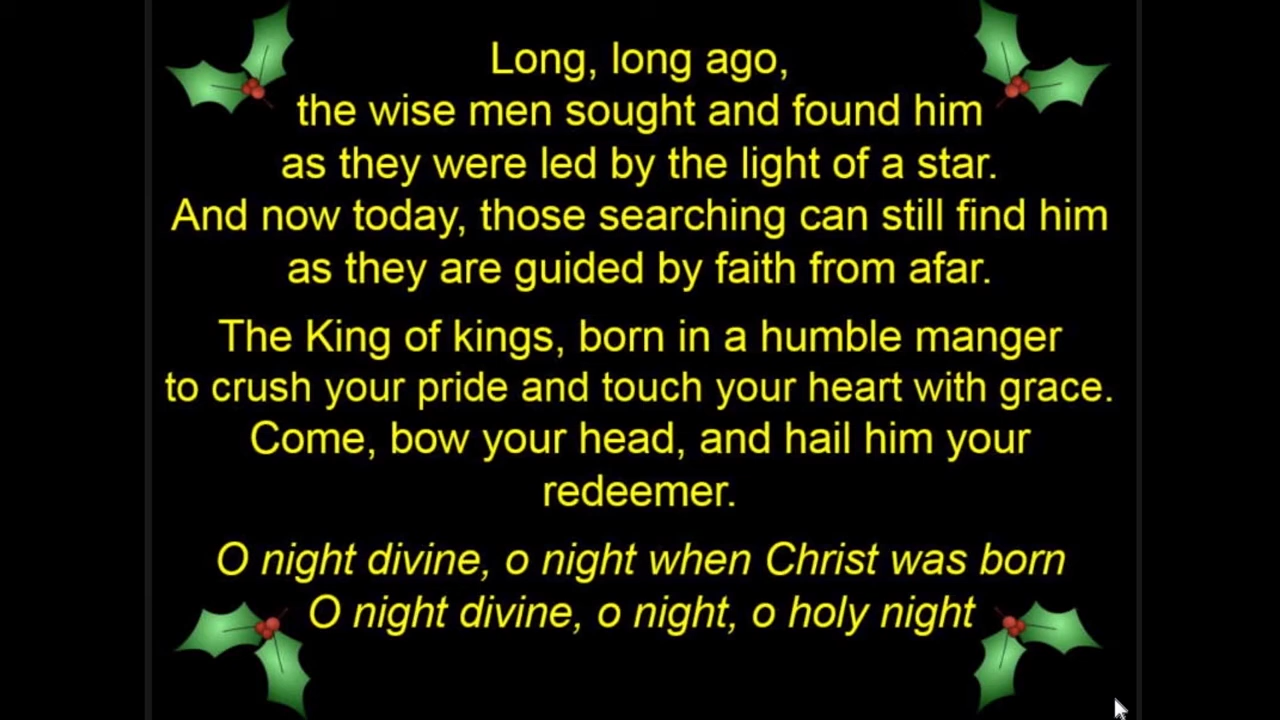 Long, long ago,
the wise men sought and found him
as they were led by the light of a star.
And now today, those searching can still find him
as they are guided by faith from afar.
The King of kings, born in a humble manger
to crush your pride and touch your heart with grace.
Come, bow your head, and hail him your
redeemer.
O night divine, o night when Christ was born
O night divine, o night, o holy night